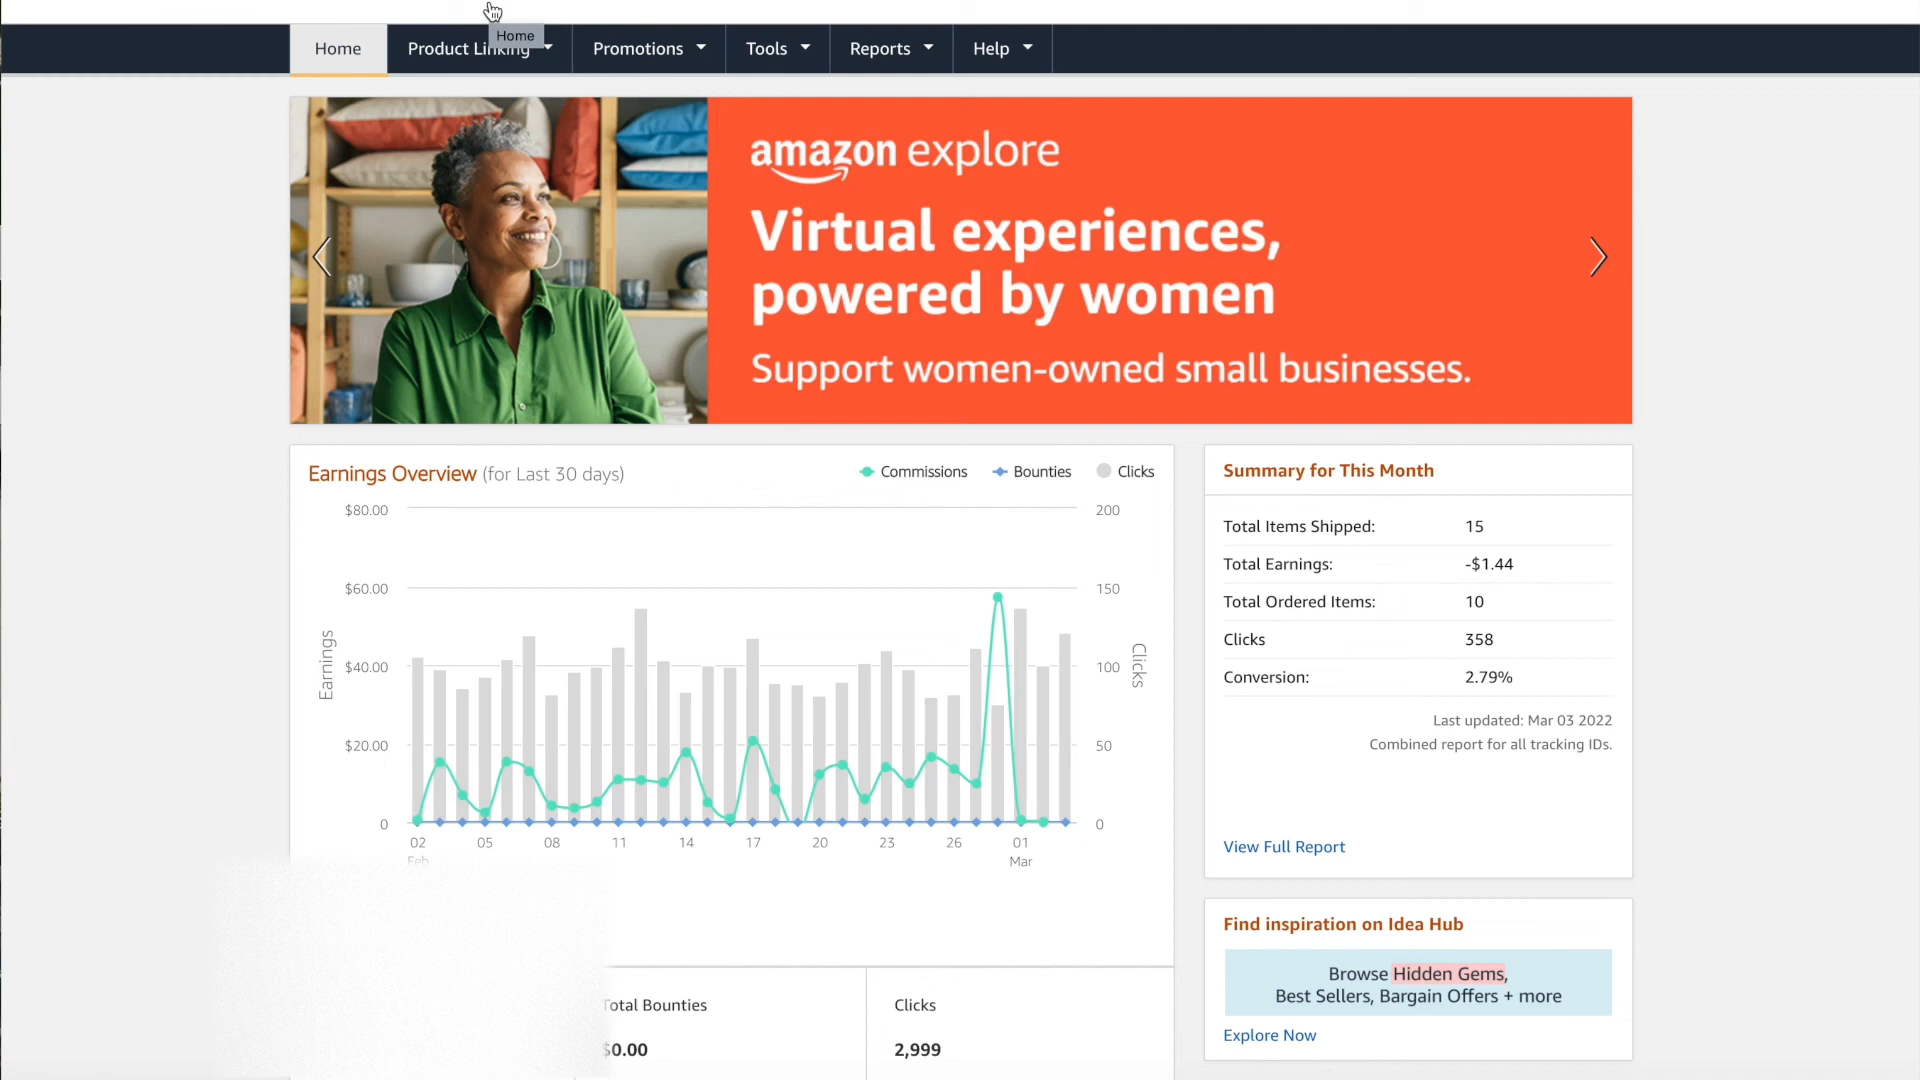 Home
Home
Product Linking
Promotions
Tools
Reports
Help
amazon explore
Virtual experiences,
powered by women
Support women-owned small businesses.
Earnings Overview (for Last 30 days)
Commissions
Bounties
Clicks
$80.00
$60.00
$40.00
$20.00
0
Earnings
200
150
100
50
0
Clicks
02
05
08
11
14
17
20
23
26
01
Feb
Mar
Total Bounties
$0.00
Clicks
2,999
Summary for This Month
Total Items Shipped: 15
Total Earnings: -$1.44
Total Ordered Items: 10
Clicks 358
Conversion: 2.79%
Last updated: Mar 03 2022
Combined report for all tracking IDs.
View Full Report
Find inspiration on Idea Hub
Browse Hidden Gems,
Best Sellers, Bargain Offers + more
Explore Now